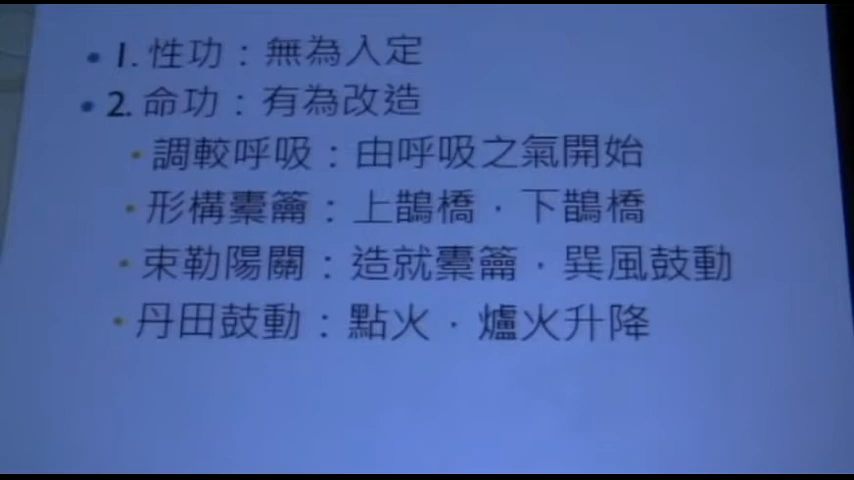 • 1. 性功：無為入定
• 2. 命功：有為改造
• 調較呼吸：由呼吸之氣開始
• 形構橐籥：上鵲橋．下鵲橋
• 束勒陽關：造就橐籥．巽風鼓動
• 丹田鼓動：點火．爐火升降